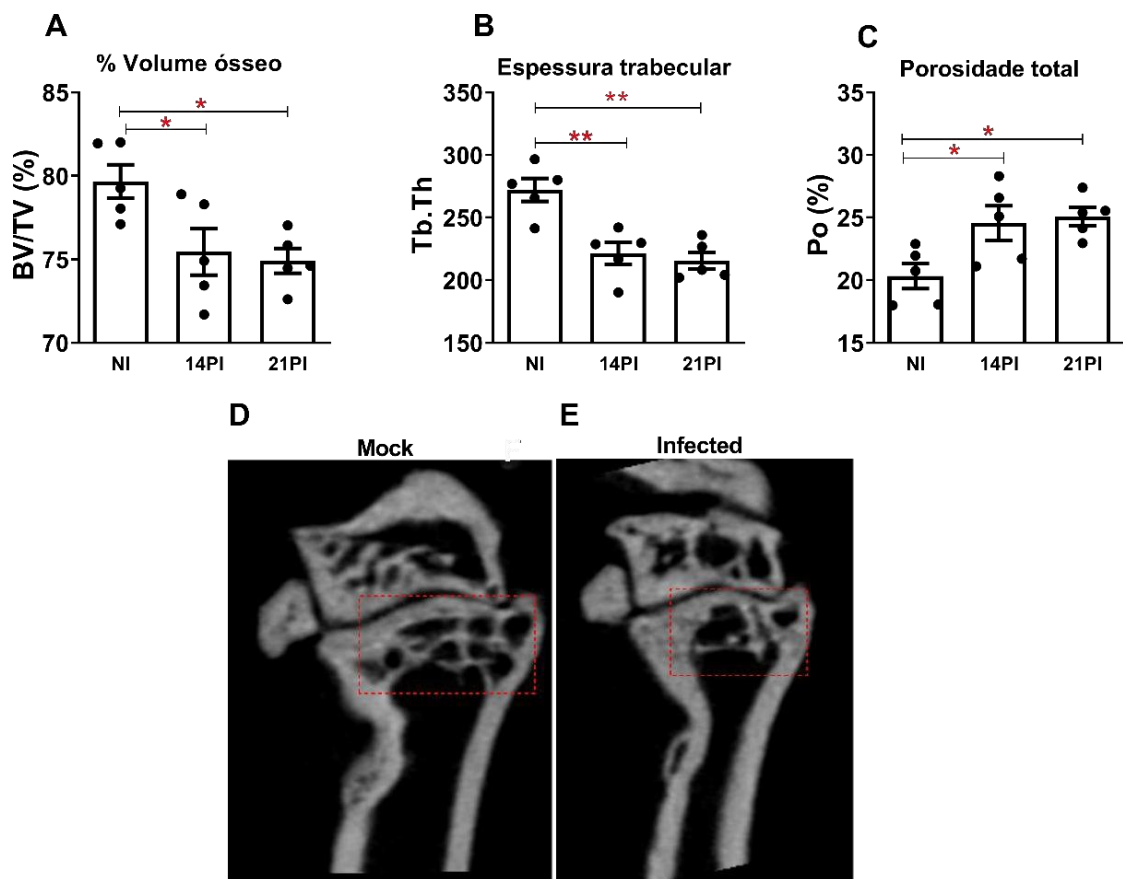 A
% Volume ósseo
BV/TV (%)
85
80
75
70
*
*
NI 14PI 21PI
B
Espessura trabecular
Tb.Th
350
300
250
200
150
**
**
NI 14PI 21PI
C
Porosidade total
Po (%)
35
30
25
20
15
*
*
NI 14PI 21PI
D
Mock
E
Infected